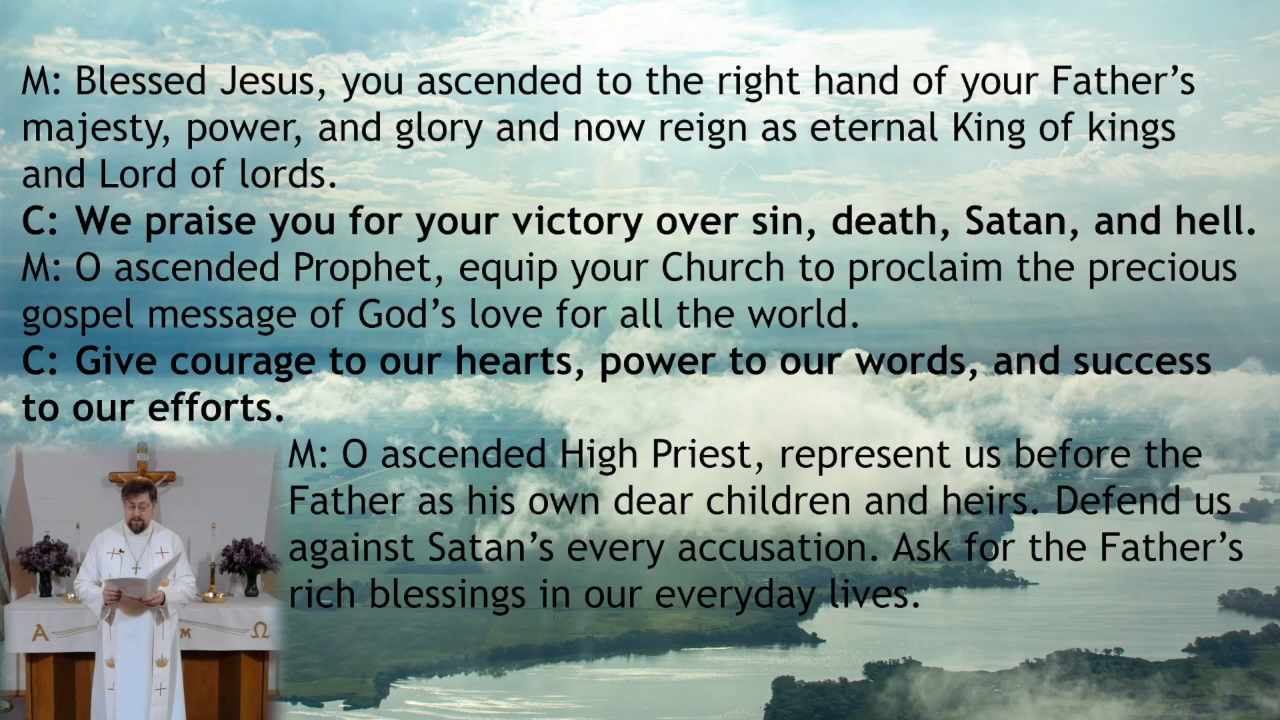 M: Blessed Jesus, you ascended to the right hand of your Father’s
majesty, power, and glory and now reign as eternal King of kings
and Lord of lords.
C: We praise you for your victory over sin, death, Satan, and hell.
M: O ascended Prophet, equip your Church to proclaim the precious
gospel message of God’s love for all the world.
C: Give courage to our hearts, power to our words, and success
to our efforts.
M: O ascended High Priest, represent us before the
Father as his own dear children and heirs. Defend us
against Satan’s every accusation. Ask for the Father’s
rich blessings in our everyday lives.
Α Ω